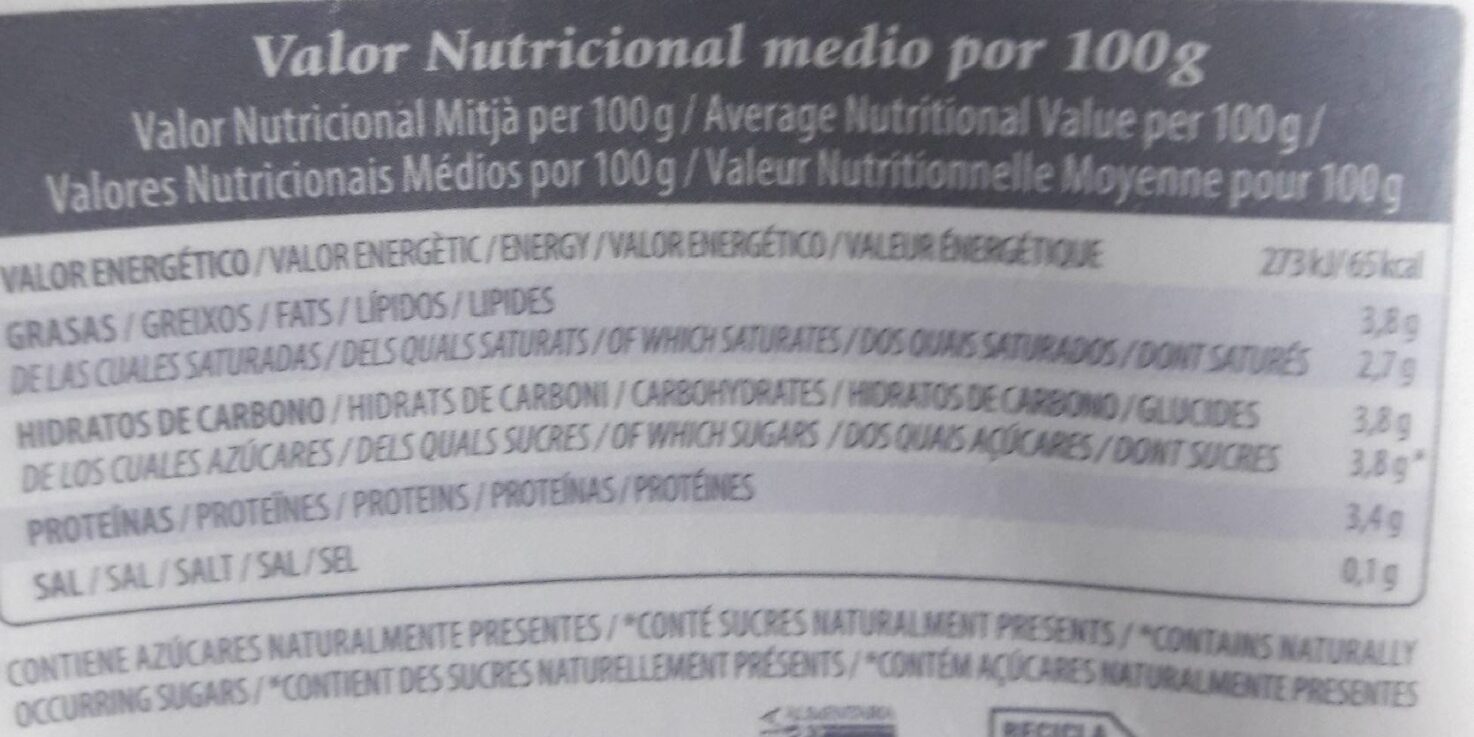 Valor Nutricional medio por 100g
Valor Nutricional Mitjà per 100g / Average Nutritional Value per 100g /
Valores Nutricionais Médios por 100g / Valeur Nutritionnelle Moyenne pour 100g
VALOR ENERGÉTICO / VALOR ENERGÈTIC / ENERGY / VALOR ENERGÉTICO / VALEUR ÉNERGÉTIQUE 273 kJ/65 kcal
GRASAS / GREIXOS / FATS / LÍPIDOS / LIPIDES 3,8 g
DE LAS CUALES SATURADAS / DELS QUALS SATURATS / OF WHICH SATURATES / DOS QUAIS SATURADOS / DONT SATURÉS 2,7 g
HIDRATOS DE CARBONO / HIDRATS DE CARBONI / CARBOHYDRATES / HIDRATOS DE CARBONO / GLUCIDES 3,8 g
DE LOS CUALES AZÚCARES / DELS QUALS SUCRES / OF WHICH SUGARS / DOS QUAIS AÇÚCARES / DONT SUCRES 3,8 g*
PROTEÍNAS / PROTEÏNES / PROTEINS / PROTEÍNAS / PROTÉINES 3,4 g
SAL / SAL / SALT / SAL / SEL 0,1 g
CONTIENE AZÚCARES NATURALMENTE PRESENTES / *CONTÉ SUCRES NATURALMENT PRESENTS / *CONTAINS NATURALLY
OCCURRING SUGARS / *CONTIENT DES SUCRES NATURELLEMENT PRÉSENTS / *CONTÉM AÇÚCARES NATURALMENTE PRESENTES
RECICLA